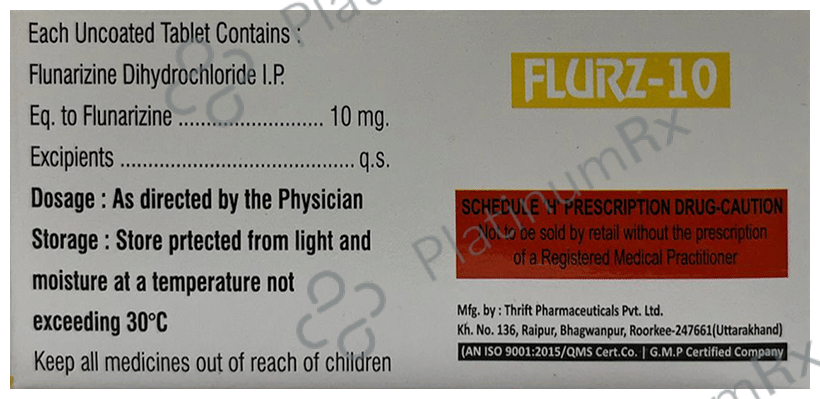 Each Uncoated Tablet Contains :
Flunarizine Dihydrochloride I.P.
Eq. to Flunarizine .......................... 10 mg.
Excipients ........................................... q.s.
Dosage : As directed by the Physician
Storage : Store prtected from light and
moisture at a temperature not
exceeding 30°C
Keep all medicines out of reach of children
FLURZ-10
SCHEDULE 'H' PRESCRIPTION DRUG-CAUTION
Not to be sold by retail without the prescription
of a Registered Medical Practitioner
Mfg. by : Thrift Pharmaceuticals Pvt. Ltd.
Kh. No. 136, Raipur, Bhagwanpur, Roorkee-247661(Uttarakhand)
(AN ISO 9001:2015/QMS Cert.Co. | G.M.P Certified Company
PlatinumRx
PlatinumRx
PlatinumRx